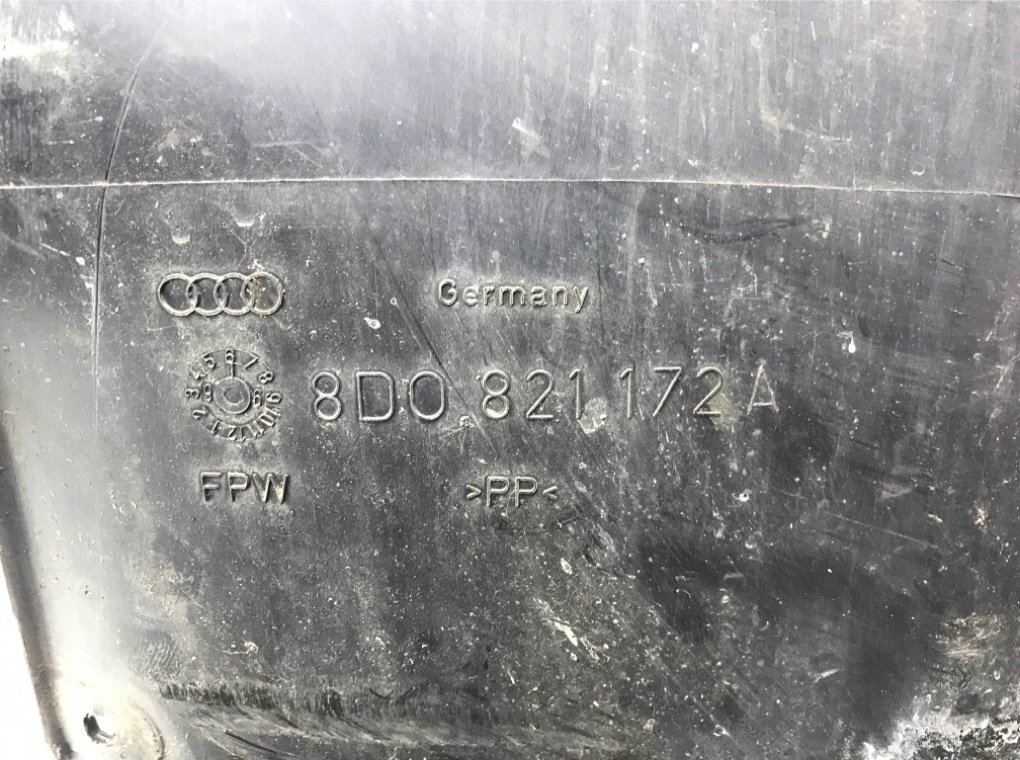 Germany
8D0 821 172 A
FPW
>PP<